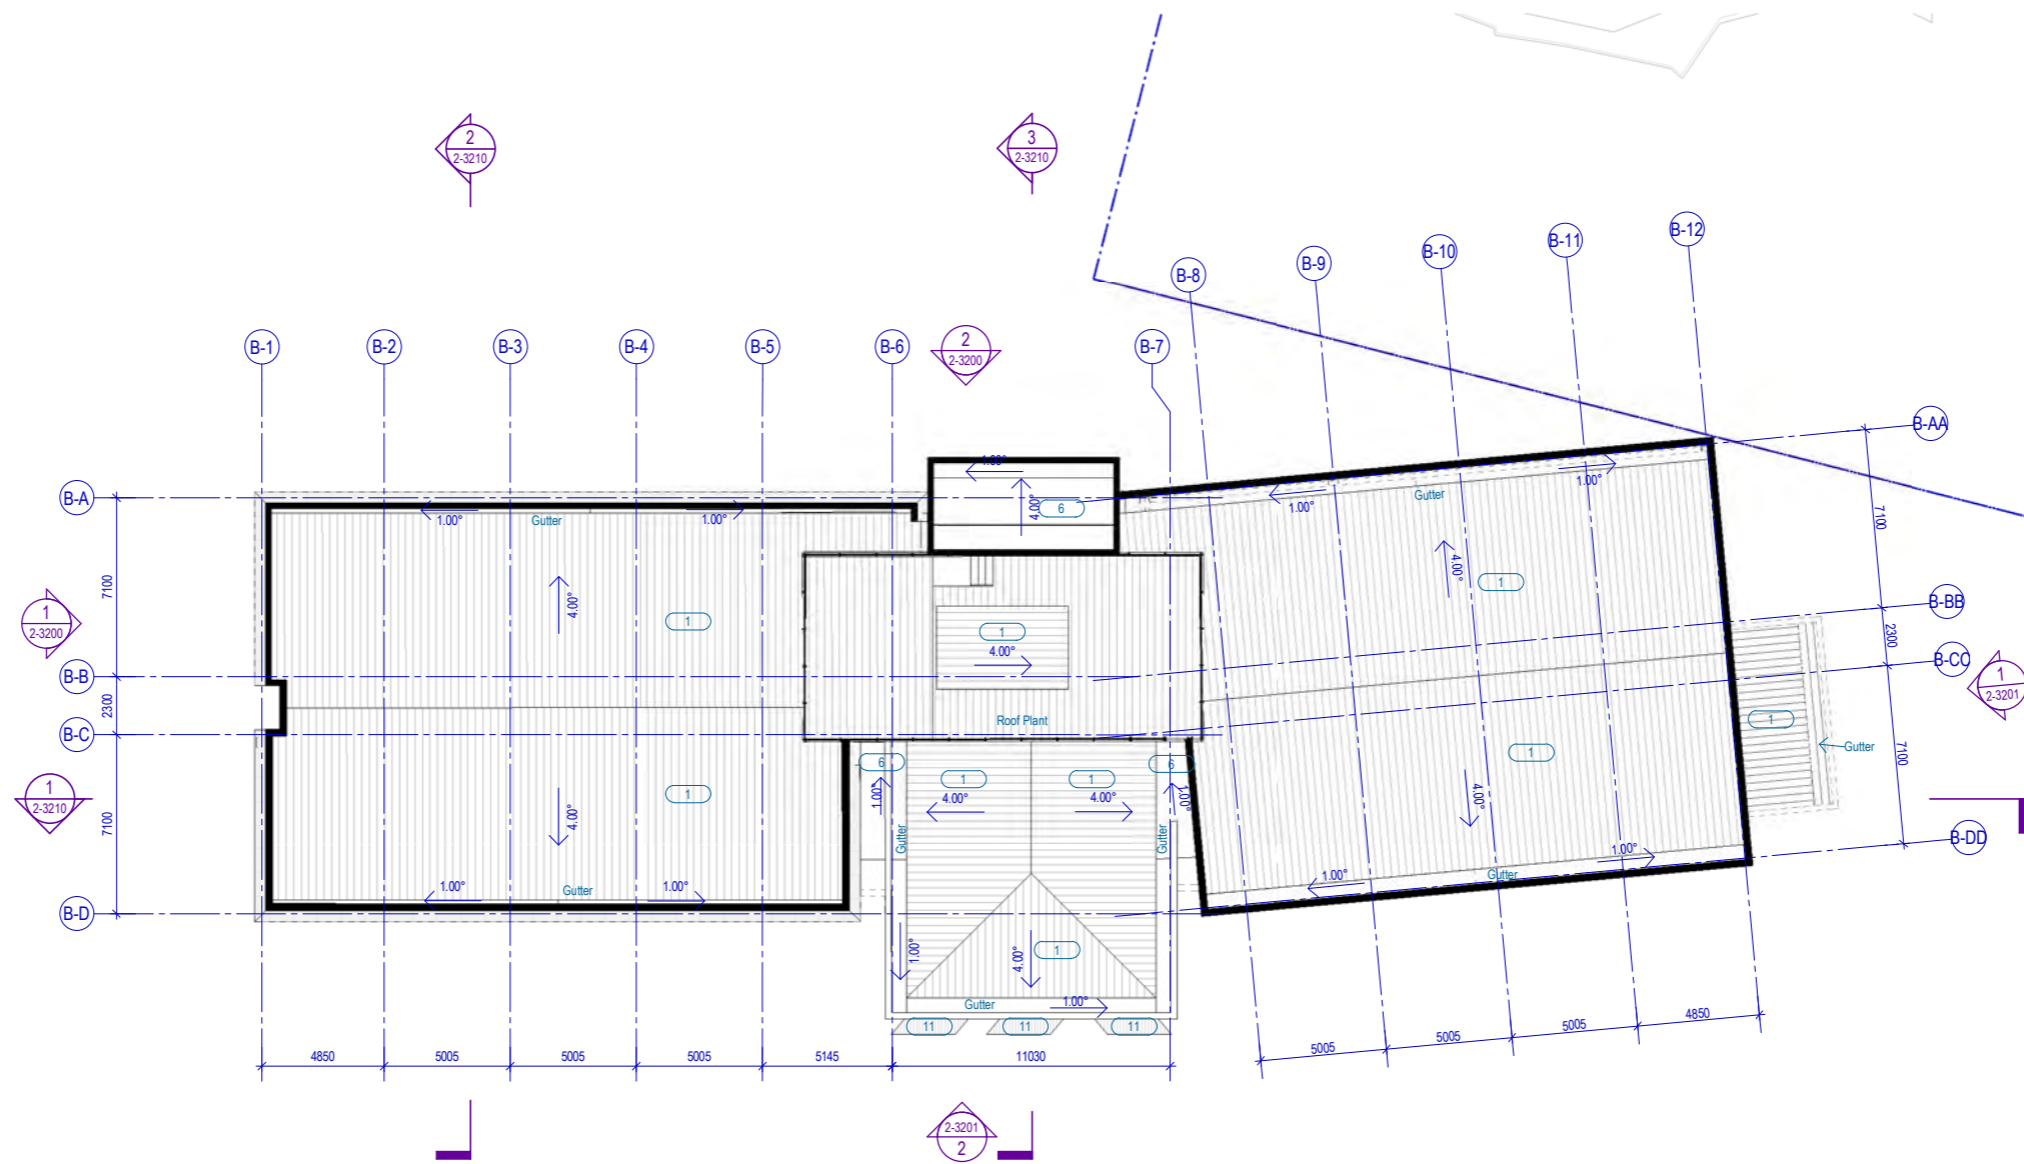 2
2-3210
3
2-3210
B-12
B-11
B-10
B-9
B-8
B-1
B-2
B-3
B-4
B-5
B-6
2
2-3200
B-7
B-AA
1.00°
1.00°
1.00°
Gutter
B-A
4.00°
6
1.00°
Gutter
1.00°
7100
4.00°
1
7100
4.00°
1
B-BB
1
2-3200
1
4.00°
2300
B-CC
B-B
1
2-3201
2300
Roof Plant
1
B-C
Gutter
1
6
6
7100
1
2-3210
7100
1
4.00°
1.00°
1
4.00°
1
4.00°
1.00°
4.00°
Gutter
Gutter
B-DD
1.00°
1.00°
Gutter
1.00°
Gutter
1.00°
B-D
1.00°
4.00°
1
Gutter
1.00°
11
11
11
4850
5005
5005
5005
5145
11030
5005
5005
5005
4850
2-3201
2